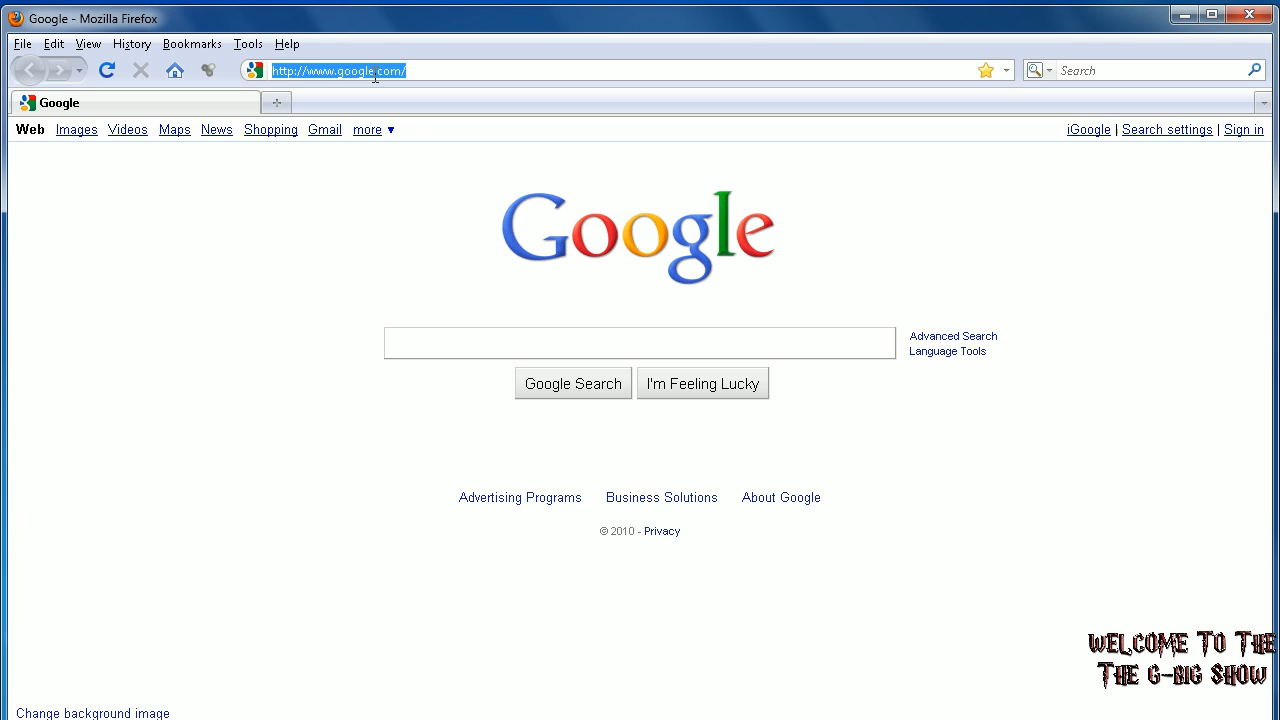 Google - Mozilla Firefox
File Edit View History Bookmarks Tools Help
http://www.google.com/
Search
Google
Web Images Videos Maps News Shopping Gmail more ▼
iGoogle | Search settings | Sign in
Google
Advanced Search
Language Tools
Google Search
I'm Feeling Lucky
Advertising Programs Business Solutions About Google
© 2010 - Privacy
WELCOME TO THE
THE G-NIG SHOW
Change background image